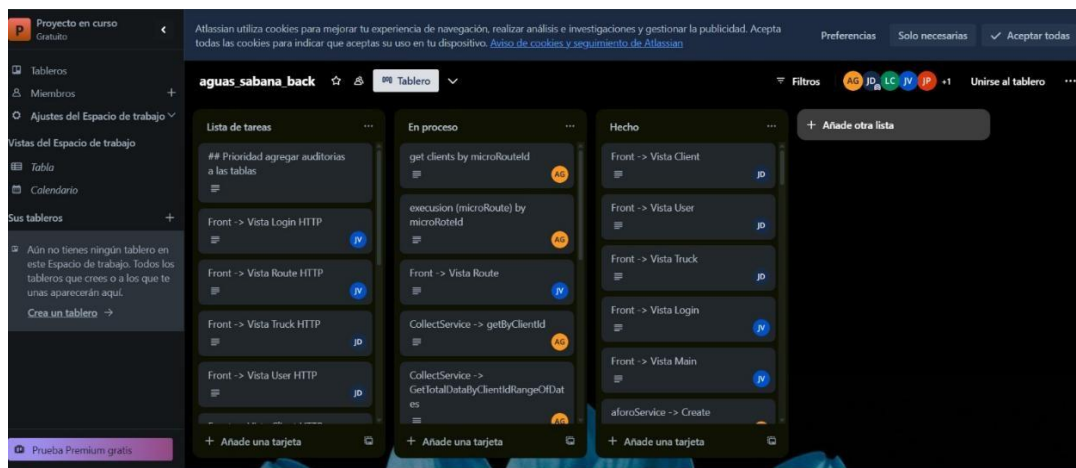 P
Proyecto en curso
Gratuito
Tableros
Miembros
Ajustes del Espacio de trabajo
Vistas del Espacio de trabajo
Tabla
Calendario
Sus tableros
Aún no tienes ningún tablero en
este Espacio de trabajo. Todos los
tableros que crees o a los que te
unas aparecerán aquí.
Crea un tablero
Prueba Premium gratis
Atlassian utiliza cookies para mejorar tu experiencia de navegación, realizar análisis e investigaciones y gestionar la publicidad. Acepta
todas las cookies para indicar que aceptas su uso en tu dispositivo. Aviso de cookies y seguimiento de Atlassian
Preferencias
Solo necesarias
Aceptar todas
aguas_sabana_back
Tablero
Filtros
AG JD LC JV JP +1
Unirse al tablero
Lista de tareas
## Prioridad agregar auditorias
a las tablas
Front -> Vista Login HTTP
JV
Front -> Vista Route HTTP
JV
Front -> Vista Truck HTTP
JD
Front -> Vista User HTTP
JD
+ Añade una tarjeta
En proceso
get clients by microRouteId
AG
execusion (microRoute) by
microRoteId
AG
Front -> Vista Route
JV
CollectService -> getByClientId
AG
CollectService ->
GetTotalDataByClientIdRangeOfDat
es
AG
+ Añade una tarjeta
Hecho
Front -> Vista Client
JD
Front -> Vista User
JD
Front -> Vista Truck
JD
Front -> Vista Login
JV
Front -> Vista Main
JV
aforoService -> Create
+ Añade una tarjeta
+ Añade otra lista